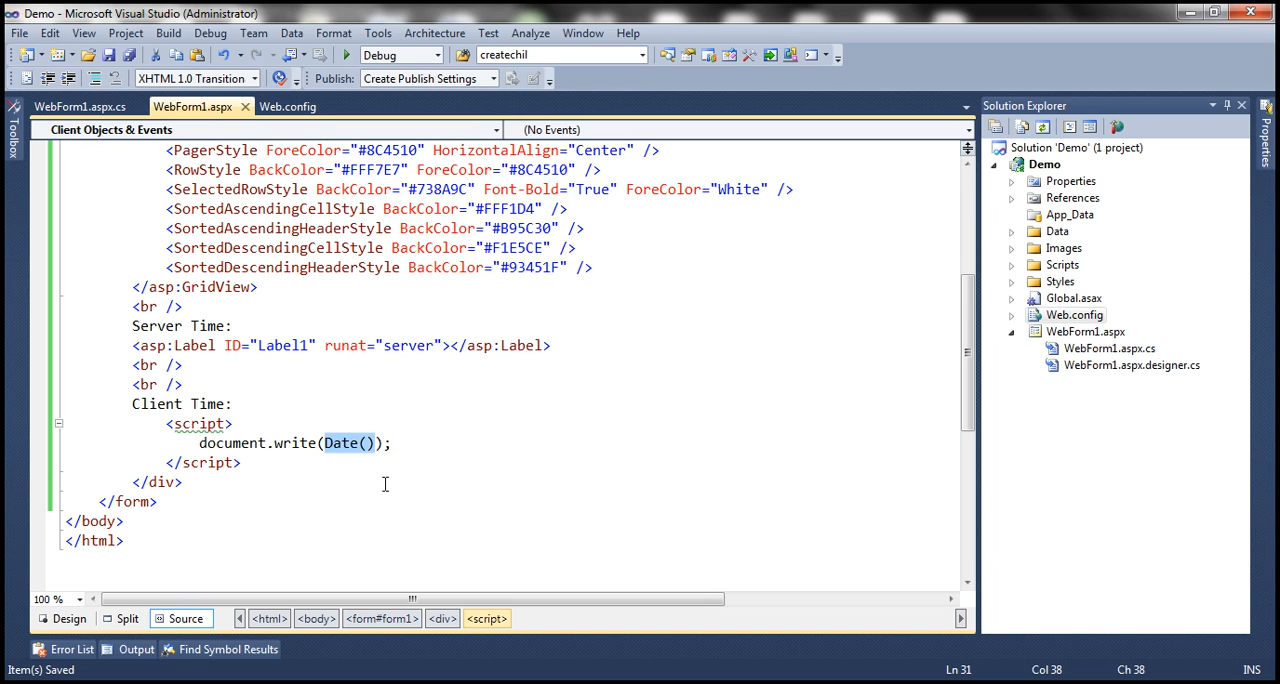 Demo - Microsoft Visual Studio (Administrator)
File Edit View Project Build Debug Team Data Format Tools Architecture Test Analyze Window Help
Debug createchil
XHTML 1.0 Transition Publish: Create Publish Settings
WebForm1.aspx.cs WebForm1.aspx Web.config
Client Objects & Events (No Events)
<PagerStyle ForeColor="#8C4510" HorizontalAlign="Center" />
<RowStyle BackColor="#FFF7E7" ForeColor="#8C4510" />
<SelectedRowStyle BackColor="#738A9C" Font-Bold="True" ForeColor="White" />
<SortedAscendingCellStyle BackColor="#FFF1D4" />
<SortedAscendingHeaderStyle BackColor="#B95C30" />
<SortedDescendingCellStyle BackColor="#F1E5CE" />
<SortedDescendingHeaderStyle BackColor="#93451F" />
</asp:GridView>
<br />
Server Time:
<asp:Label ID="Label1" runat="server"></asp:Label>
<br />
<br />
Client Time:
<script>
document.write(Date());
</script>
</div>
</form>
</body>
</html>
100 %
Design Split Source <html> <body> <form#form1> <div> <script>
Error List Output Find Symbol Results
Item(s) Saved Ln 31 Col 38 Ch 38 INS
Toolbox
Solution Explorer
Solution 'Demo' (1 project)
Demo
Properties
References
App_Data
Data
Images
Scripts
Styles
Global.asax
Web.config
WebForm1.aspx
WebForm1.aspx.cs
WebForm1.aspx.designer.cs
Properties